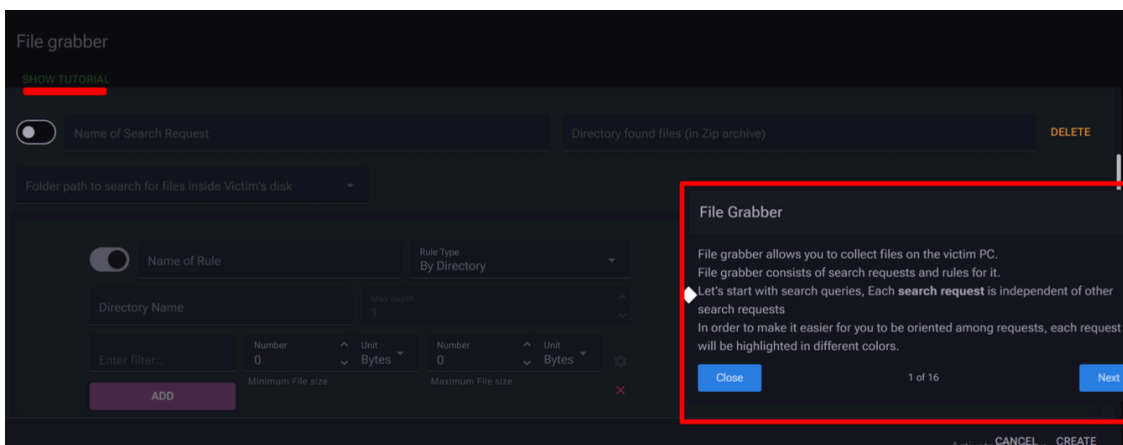 File grabber
SHOW TUTORIAL
Name of Search Request
Directory found files (in Zip archive)
DELETE
Folder path to search for files inside Victim's disk
File Grabber
File grabber allows you to collect files on the victim PC.
File grabber consists of search requests and rules for it.
Let's start with search queries, Each search request is independent of other
search requests
In order to make it easier for you to be oriented among requests, each request
will be highlighted in different colors.
Close
1 of 16
Next
Name of Rule
Rule Type
By Directory
Directory Name
Max depth
1
Enter filter...
Number
0
Unit
Bytes
Minimum File size
Number
0
Unit
Bytes
Maximum File size
ADD
CANCEL
CREATE